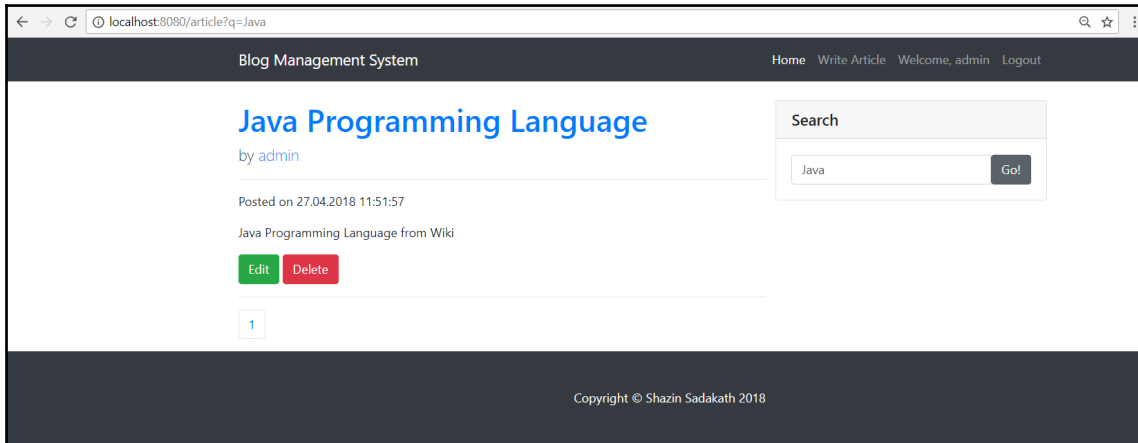 localhost:8080/article?q=Java
Blog Management System
Home Write Article Welcome, admin Logout
Java Programming Language
by admin
Posted on 27.04.2018 11:51:57
Java Programming Language from Wiki
Edit Delete
1
Search
Java Go!
Copyright © Shazin Sadakath 2018